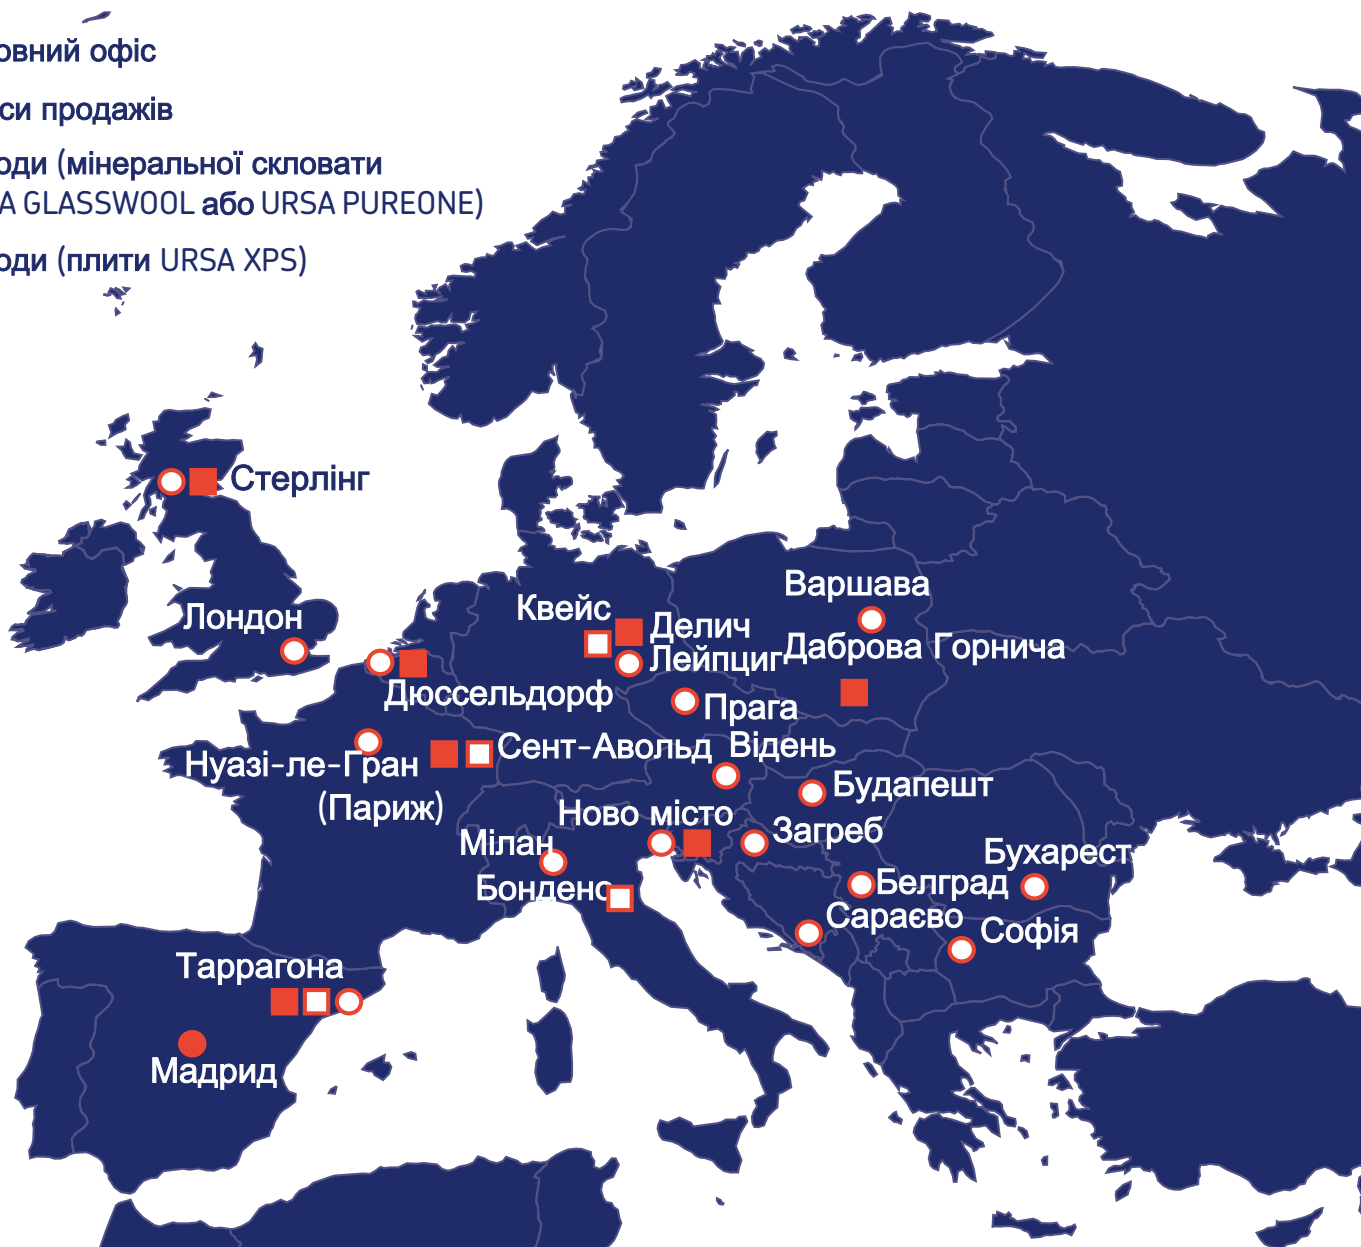 овний офіс
си продажів
оди (мінеральної скловати
A GLASSWOOL або URSA PUREONE)
оди (плити URSA XPS)
Стерлінг
Варшава
Квейс
Лондон
Делич
Лейпциг
Даброва Горнича
Дюссельдорф
Прага
Сент-Авольд
Відень
Нуазі-ле-Гран
(Париж)
Будапешт
Ново місто
Загреб
Мілан
Бухарест
Бондено
Белград
Сараєво
Софія
Таррагона
Мадрид